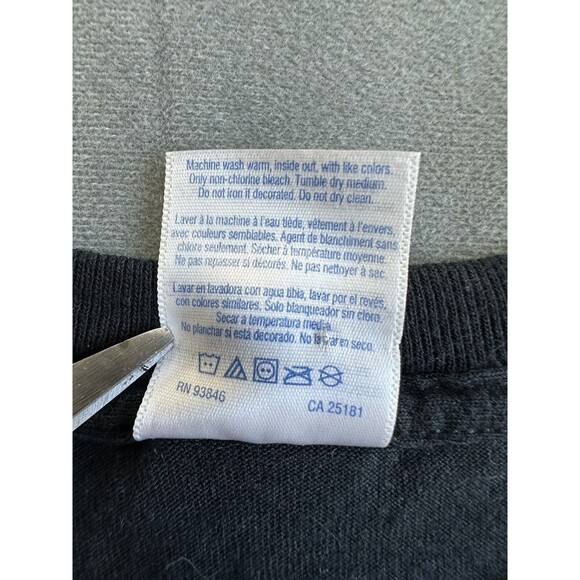 Machine wash warm, inside out, with like colors.
Only non-chlorine bleach. Tumble dry medium.
Do not iron if decorated. Do not dry clean.
Laver à la machine à l'eau tiède, vêtement à l'envers,
avec couleurs semblables. Agent de blanchiment sans
chlore seulement. Sécher à température moyenne.
Ne pas repasser si décorés. Ne pas nettoyer à sec.
Lavar en lavadora con agua tibia, lavar por el revés,
con colores similares. Solo blanqueador sin cloro.
Secar a temperatura media.
No planchar si está decorado. No lavar en seco.
RN 93846
CA 25181